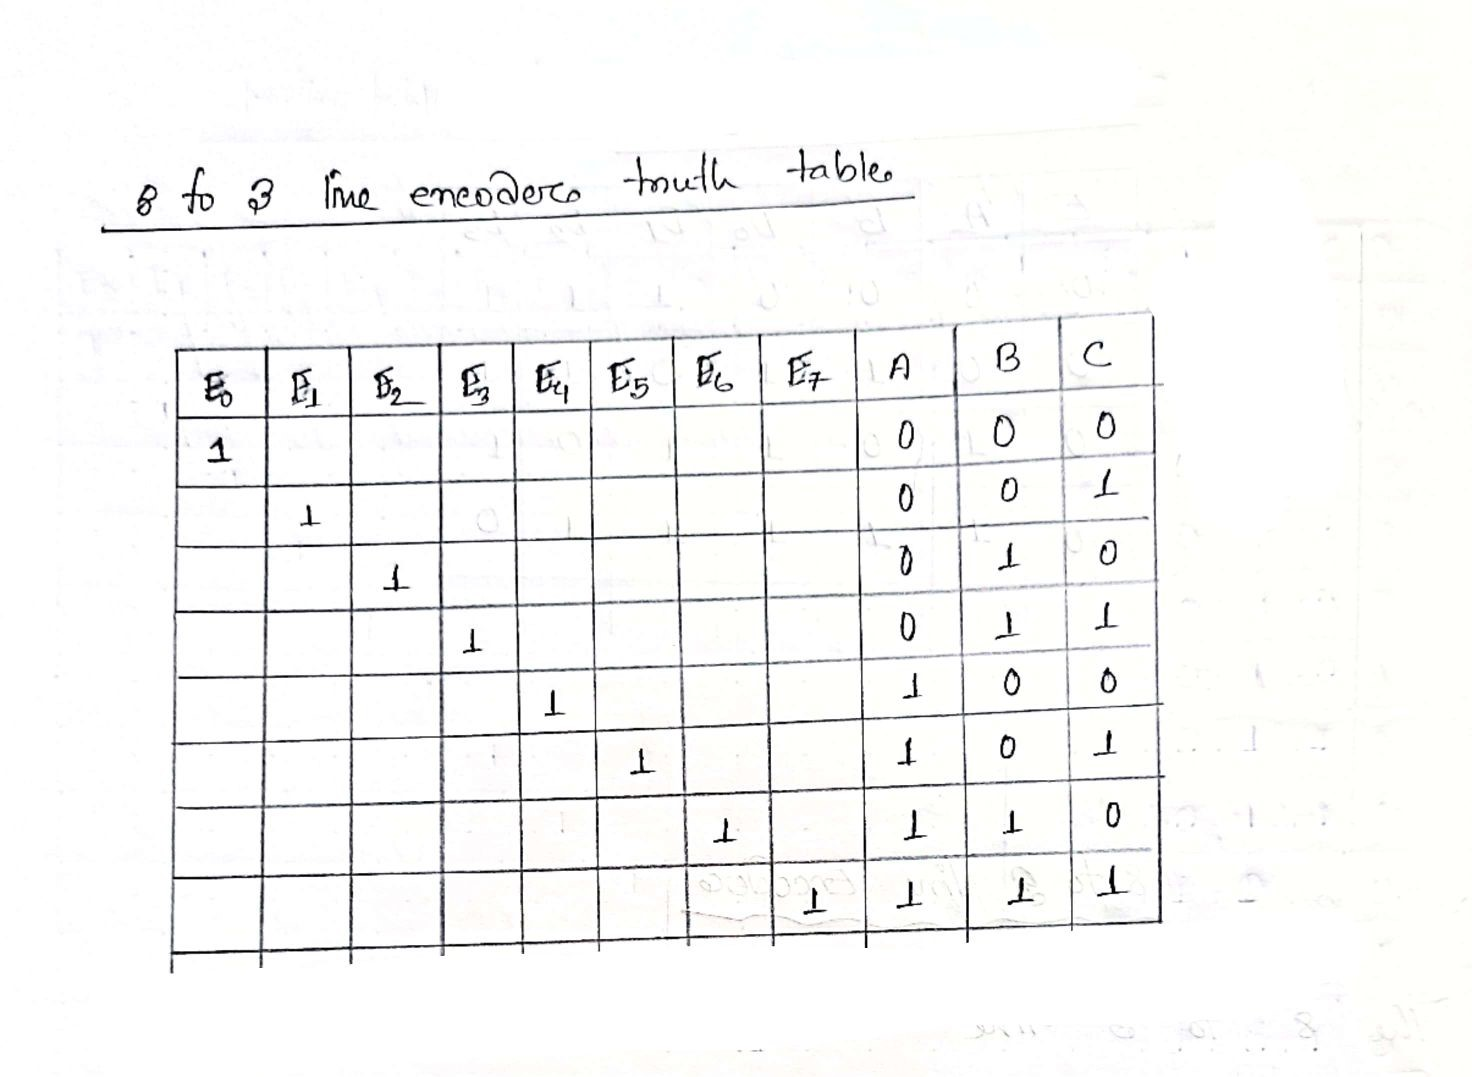 8 to 3 line encoders truth table
E0 E1 E2 E3 E4 E5 E6 E7 A B C
1 0 0 0
1 0 0 1
1 0 1 0
1 0 1 1
1 1 0 0
1 1 0 1
1 1 1 0
1 1 1 1